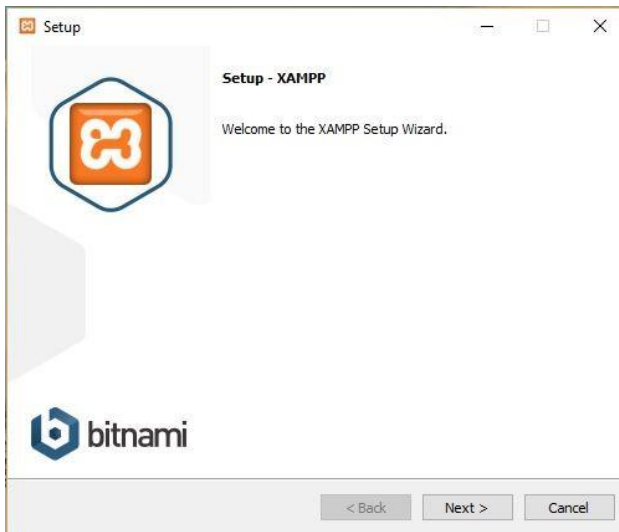 Setup
Setup - XAMPP
Welcome to the XAMPP Setup Wizard.
bitnami
< Back
Next >
Cancel